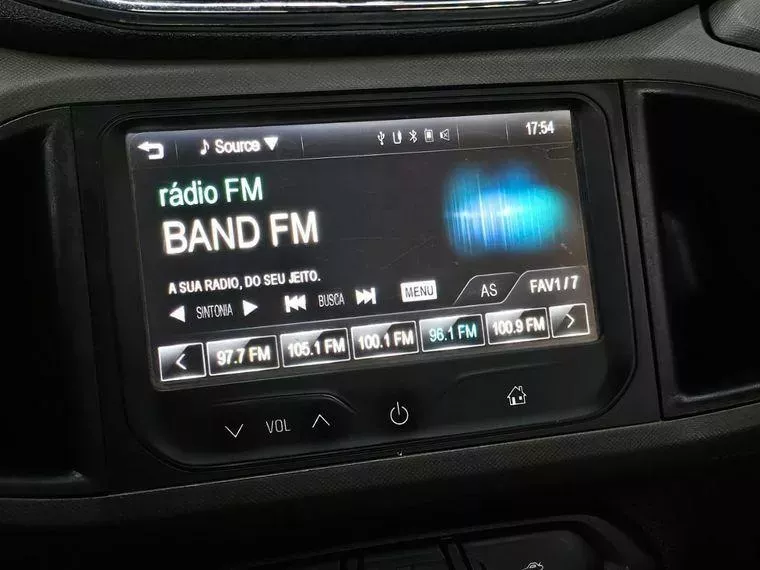 Source 17:54
rádio FM
BAND FM
A SUA RADIO, DO SEU JEITO.
SINTONIA BUSCA MENU AS FAV1 / 7
97.7 FM 105.1 FM 100.1 FM 96.1 FM 100.9 FM
VOL